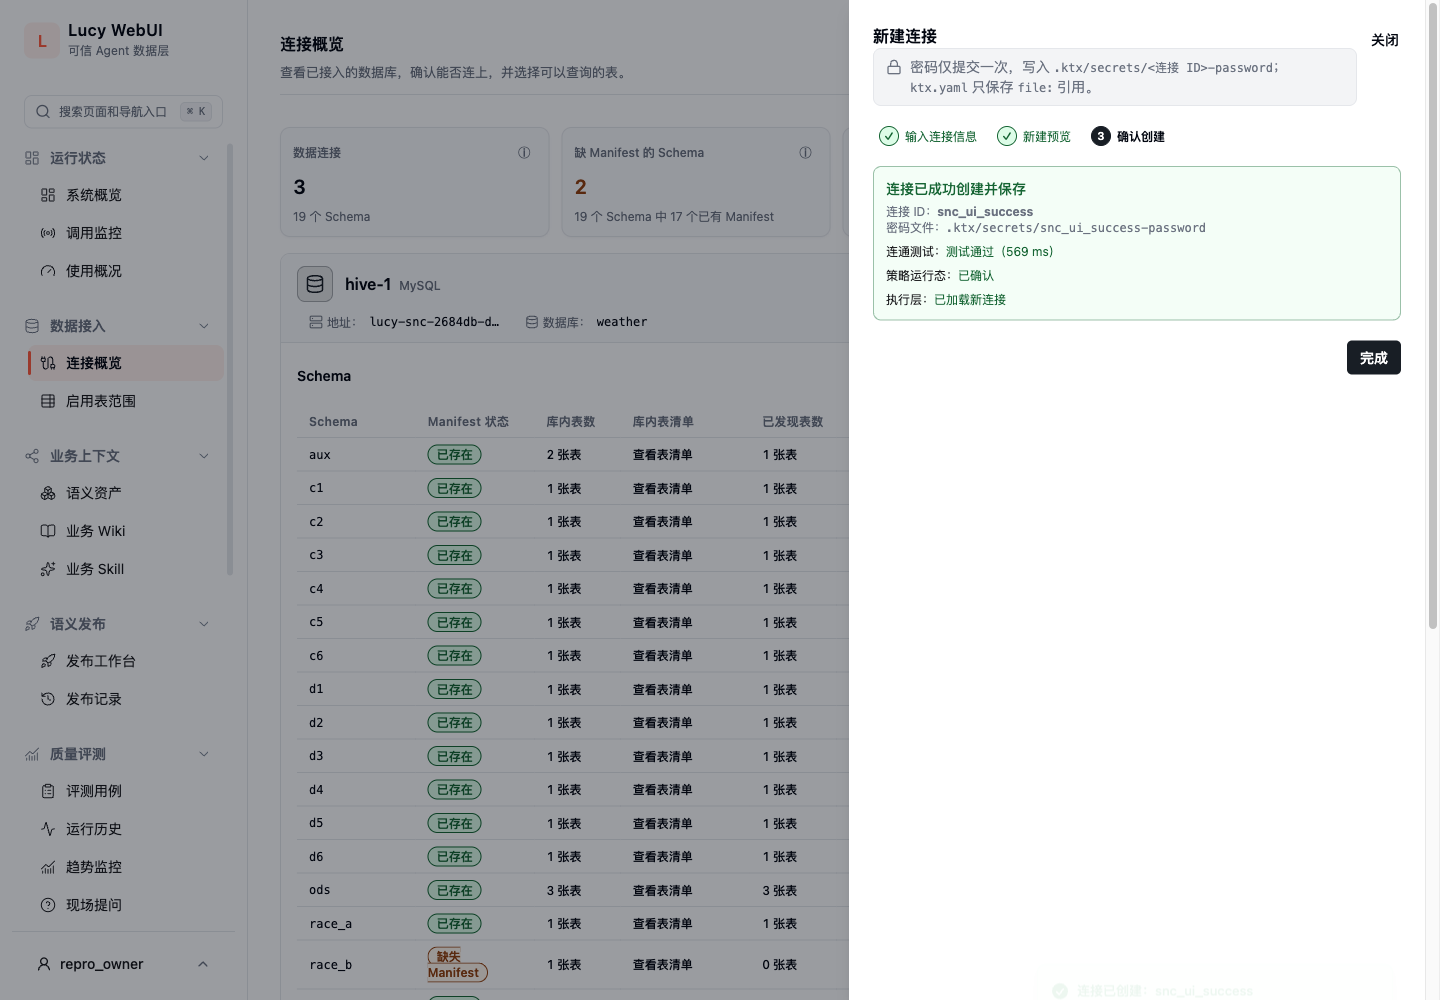 L
Lucy WebUI
可信 Agent 数据层
搜索页面和导航入口
⌘ K
运行状态
系统概览
调用监控
使用概况
数据接入
连接概览
启用表范围
业务上下文
语义资产
业务 Wiki
业务 Skill
语义发布
发布工作台
发布记录
质量评测
评测用例
运行历史
趋势监控
现场提问
repro_owner
连接概览
查看已接入的数据库，确认能否连上，并选择可以查询的表。
数据连接
3
19 个 Schema
缺 Manifest 的 Schema
2
19 个 Schema 中 17 个已有 Manifest
hive-1 MySQL
地址： lucy-snc-2684db-d… 数据库： weather
Schema
Schema Manifest 状态 库内表数 库内表清单 已发现表数
aux 已存在 2 张表 查看表清单 1 张表
c1 已存在 1 张表 查看表清单 1 张表
c2 已存在 1 张表 查看表清单 1 张表
c3 已存在 1 张表 查看表清单 1 张表
c4 已存在 1 张表 查看表清单 1 张表
c5 已存在 1 张表 查看表清单 1 张表
c6 已存在 1 张表 查看表清单 1 张表
d1 已存在 1 张表 查看表清单 1 张表
d2 已存在 1 张表 查看表清单 1 张表
d3 已存在 1 张表 查看表清单 1 张表
d4 已存在 1 张表 查看表清单 1 张表
d5 已存在 1 张表 查看表清单 1 张表
d6 已存在 1 张表 查看表清单 1 张表
ods 已存在 3 张表 查看表清单 3 张表
race_a 已存在 1 张表 查看表清单 1 张表
race_b 缺失 Manifest 1 张表 查看表清单 0 张表
新建连接
关闭
密码仅提交一次，写入 .ktx/secrets/<连接 ID>-password；
ktx.yaml 只保存 file: 引用。
输入连接信息 新建预览 3 确认创建
连接已成功创建并保存
连接 ID：snc_ui_success
密码文件：.ktx/secrets/snc_ui_success-password
连通测试：测试通过（569 ms）
策略运行态：已确认
执行层：已加载新连接
完成
连接已创建：snc_ui_success